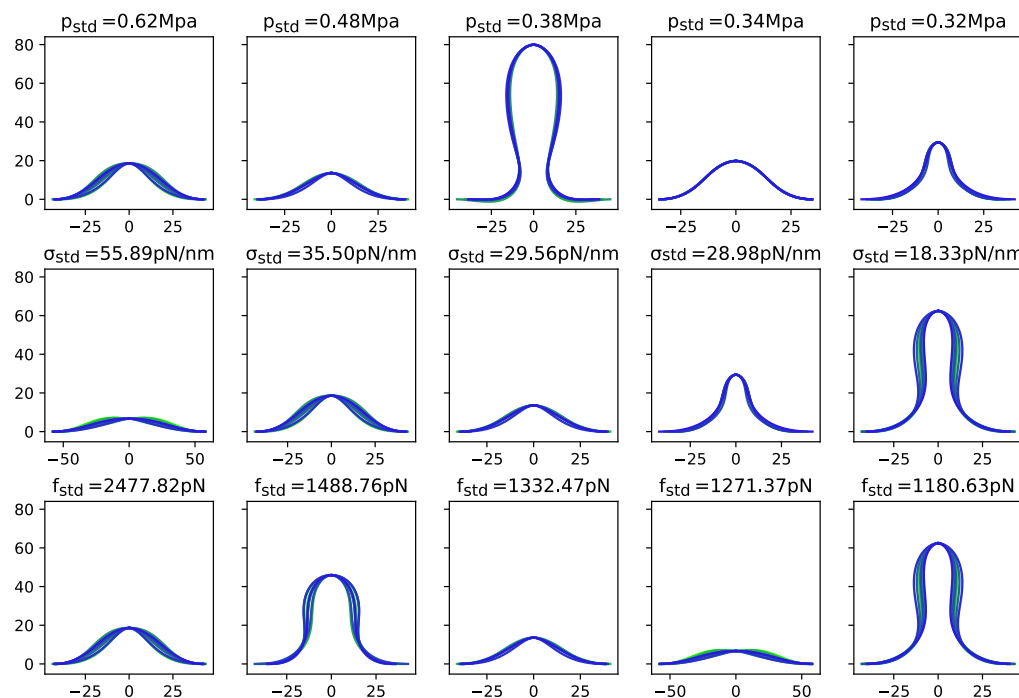 p_std =0.62Mpa p_std =0.48Mpa p_std =0.38Mpa p_std =0.34Mpa p_std =0.32Mpa
80
60
40
20
0
−25 0 25 −25 0 25 −25 0 25 −25 0 25 −25 0 25
σ_std =55.89pN/nm σ_std =35.50pN/nm σ_std =29.56pN/nm σ_std =28.98pN/nm σ_std =18.33pN/nm
80
60
40
20
0
−50 0 50 −25 0 25 −25 0 25 −25 0 25 −25 0 25
f_std =2477.82pN f_std =1488.76pN f_std =1332.47pN f_std =1271.37pN f_std =1180.63pN
80
60
40
20
0
−25 0 25 −25 0 25 −25 0 25 −50 0 50 −25 0 25